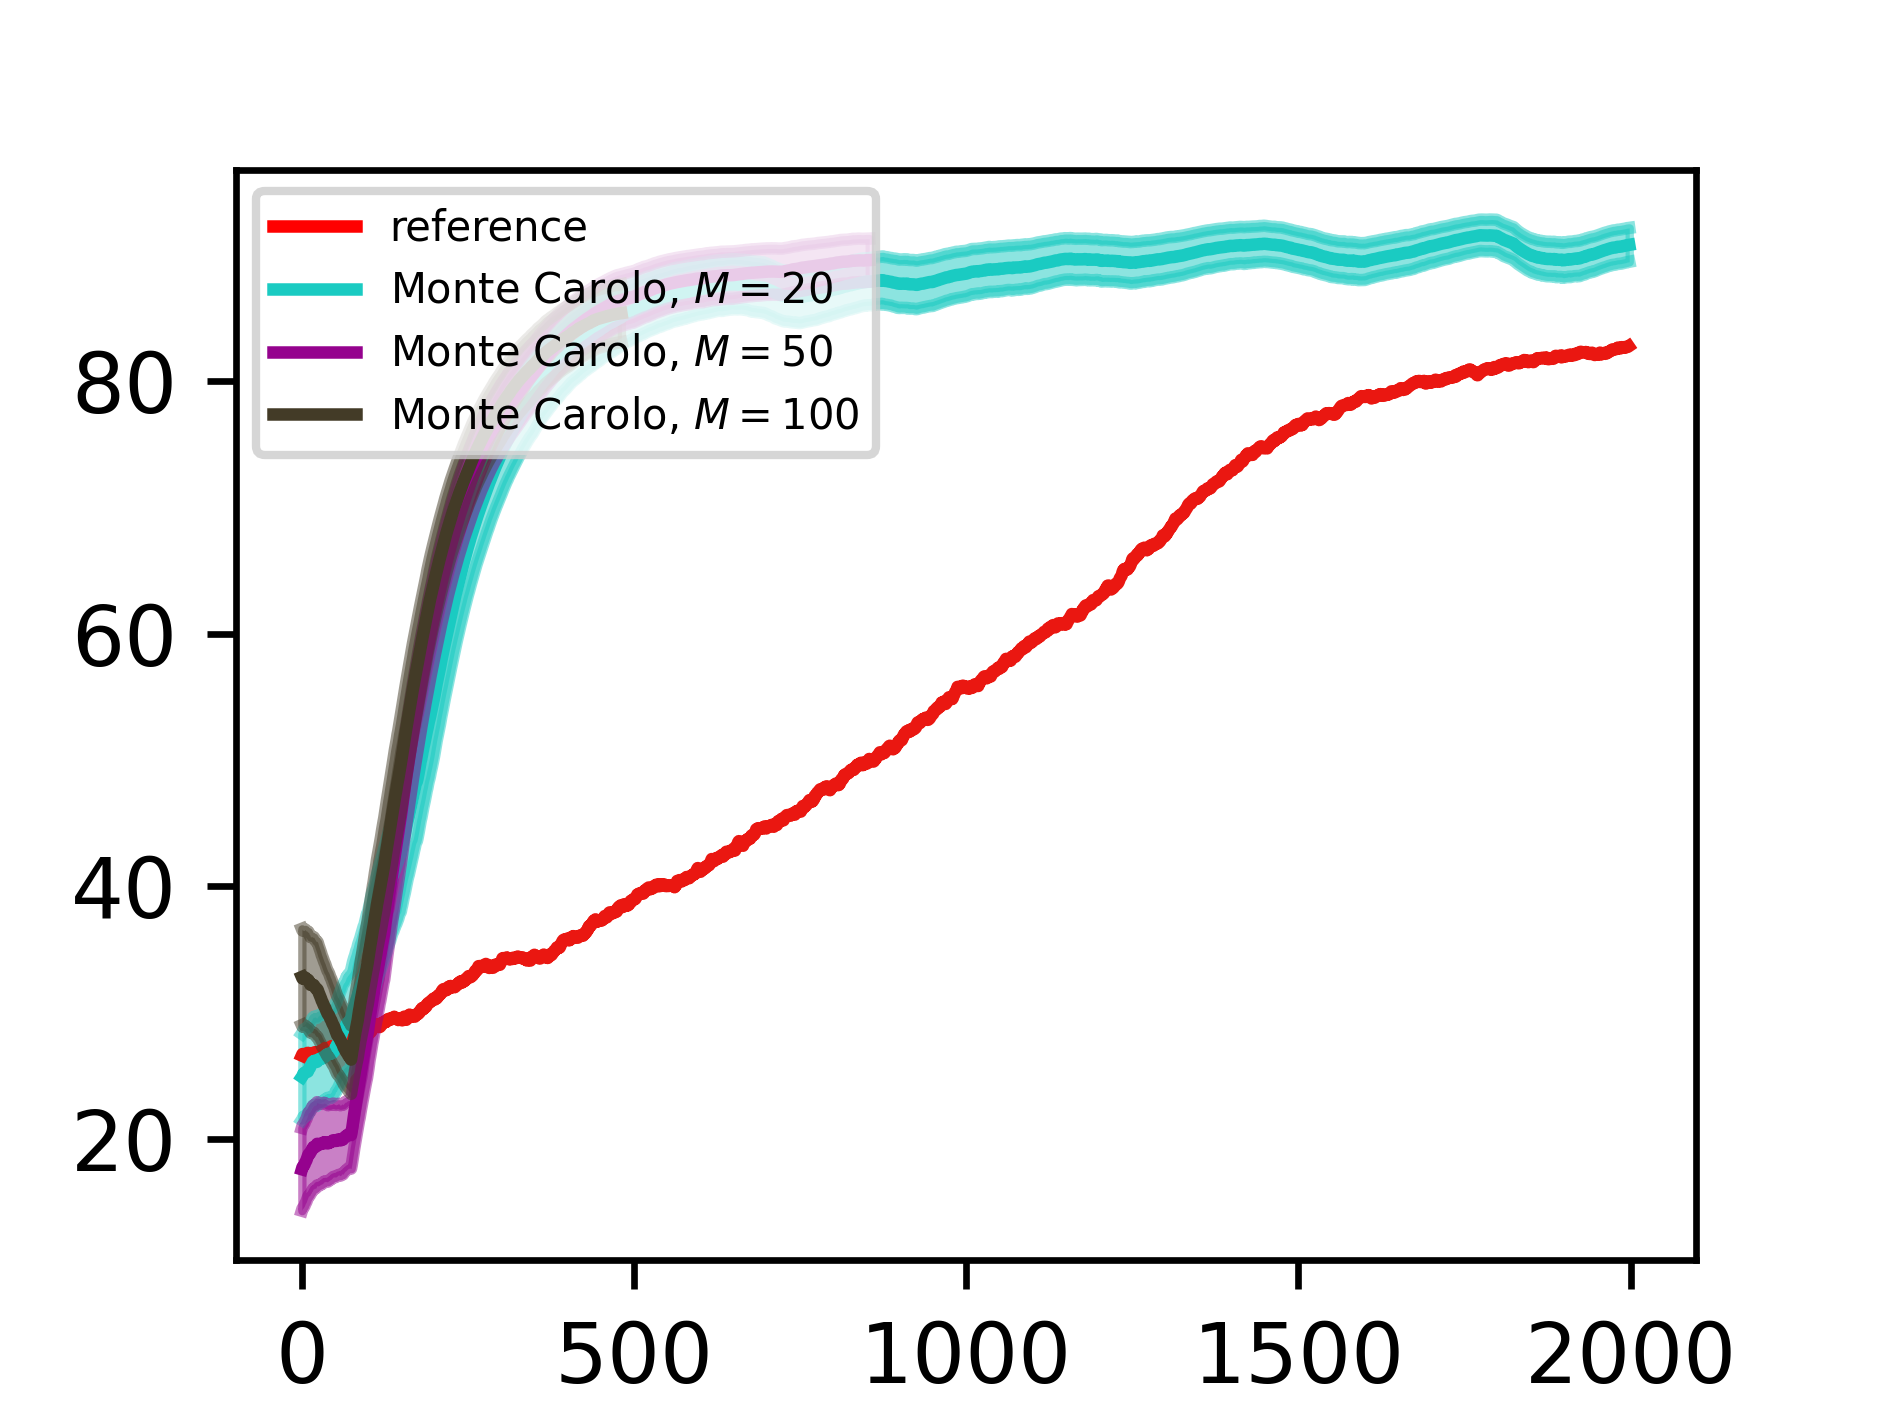 reference
Monte Carolo, M = 20
Monte Carolo, M = 50
Monte Carolo, M = 100
80
60
40
20
0 500 1000 1500 2000